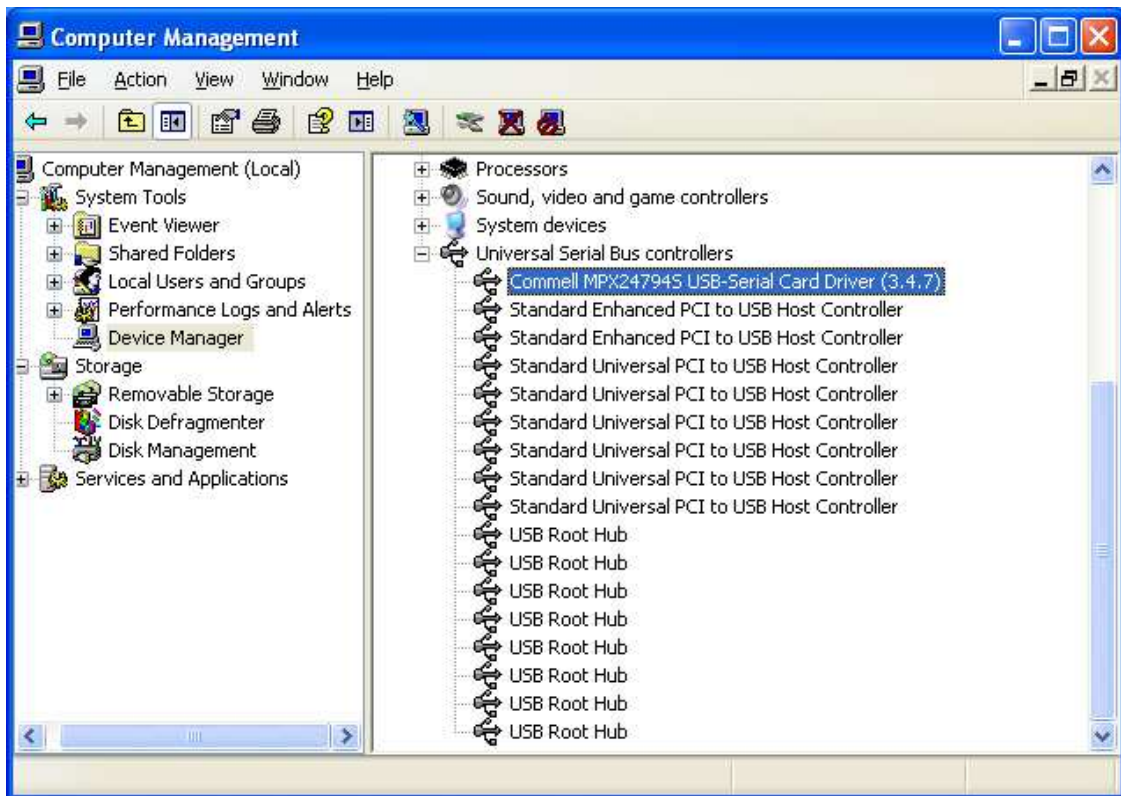 Computer Management
File Action View Window Help
Computer Management (Local)
System Tools
Event Viewer
Shared Folders
Local Users and Groups
Performance Logs and Alerts
Device Manager
Storage
Removable Storage
Disk Defragmenter
Disk Management
Services and Applications
Processors
Sound, video and game controllers
System devices
Universal Serial Bus controllers
Commell MPX24794S USB-Serial Card Driver (3.4.7)
Standard Enhanced PCI to USB Host Controller
Standard Enhanced PCI to USB Host Controller
Standard Universal PCI to USB Host Controller
Standard Universal PCI to USB Host Controller
Standard Universal PCI to USB Host Controller
Standard Universal PCI to USB Host Controller
Standard Universal PCI to USB Host Controller
Standard Universal PCI to USB Host Controller
USB Root Hub
USB Root Hub
USB Root Hub
USB Root Hub
USB Root Hub
USB Root Hub
USB Root Hub
USB Root Hub